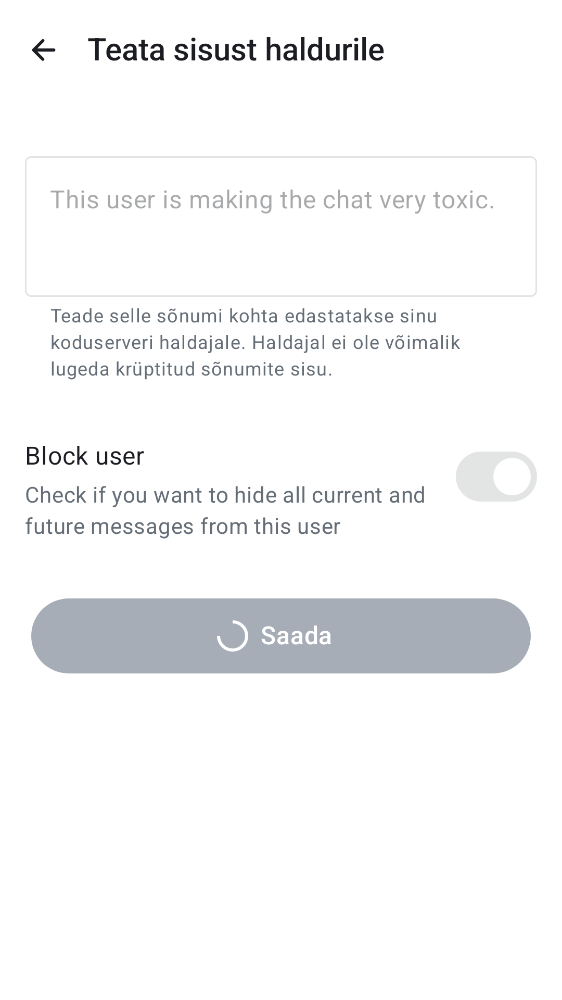 Teata sisust haldurile
This user is making the chat very toxic.
Teade selle sõnumi kohta edastatakse sinu
koduserveri haldajale. Haldajal ei ole võimalik
lugeda krüptitud sõnumite sisu.
Block user
Check if you want to hide all current and
future messages from this user
Saada